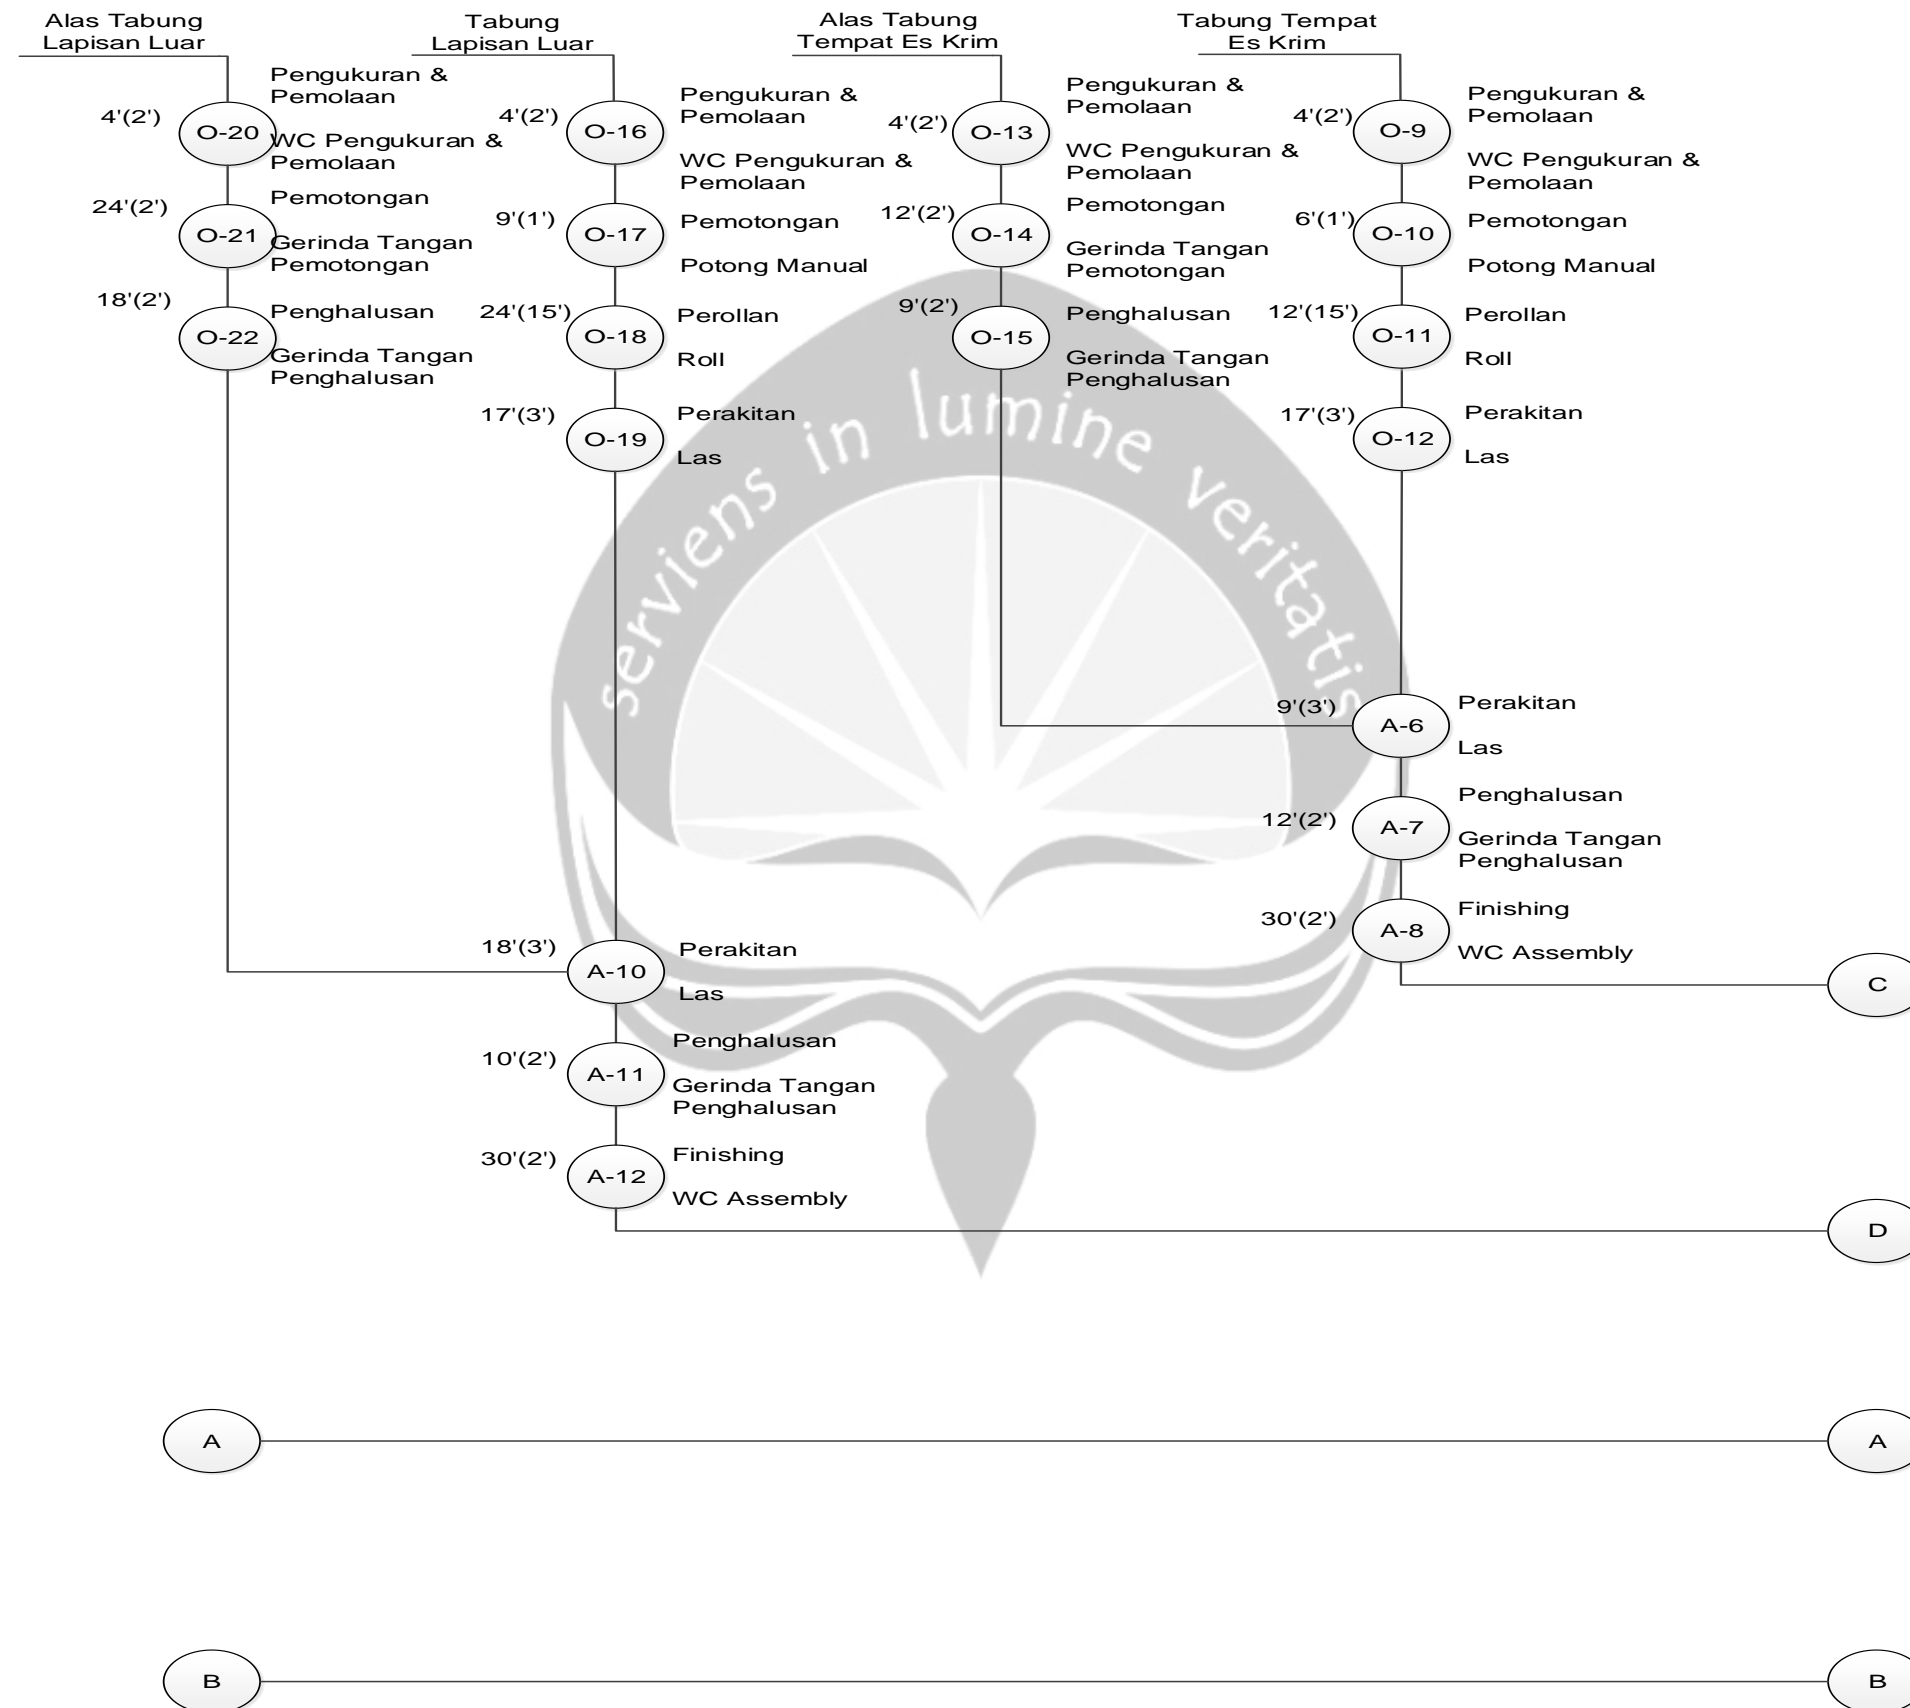 Alas Tabung
Lapisan Luar
4'(2')
O-20
Pengukuran &
Pemolaan
WC Pengukuran &
Pemolaan
24'(2')
O-21
Pemotongan
Gerinda Tangan
Pemotongan
18'(2')
O-22
Penghalusan
Gerinda Tangan
Penghalusan
Tabung
Lapisan Luar
4'(2')
O-16
Pengukuran &
Pemolaan
WC Pengukuran &
Pemolaan
9'(1')
O-17
Pemotongan
Potong Manual
24'(15')
O-18
Perollan
Roll
17'(3')
O-19
Perakitan
Las
Alas Tabung
Tempat Es Krim
4'(2')
O-13
Pengukuran &
Pemolaan
WC Pengukuran &
Pemolaan
12'(2')
O-14
Pemotongan
Gerinda Tangan
Pemotongan
9'(2')
O-15
Penghalusan
Gerinda Tangan
Penghalusan
Tabung Tempat
Es Krim
4'(2')
O-9
Pengukuran &
Pemolaan
WC Pengukuran &
Pemolaan
6'(1')
O-10
Pemotongan
Potong Manual
12'(15')
O-11
Perollan
Roll
17'(3')
O-12
Perakitan
Las
serviens in lumine veritatis
9'(3')
A-6
Perakitan
Las
12'(2')
A-7
Penghalusan
Gerinda Tangan
Penghalusan
30'(2')
A-8
Finishing
WC Assembly
C
18'(3')
A-10
Perakitan
Las
10'(2')
A-11
Penghalusan
Gerinda Tangan
Penghalusan
30'(2')
A-12
Finishing
WC Assembly
D
A
A
B
B